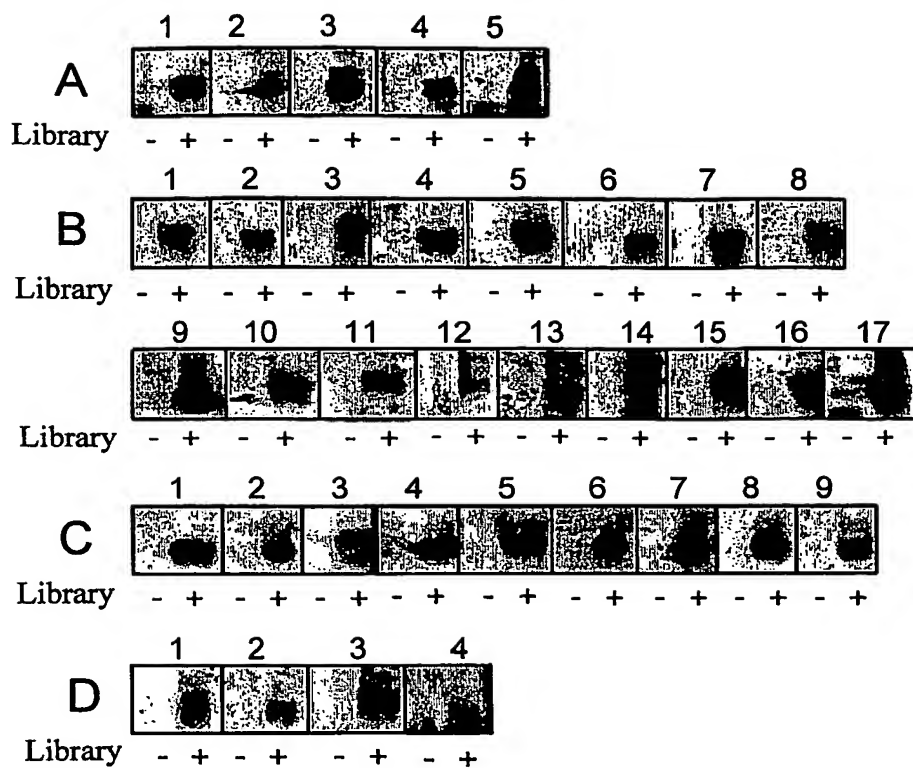 1 2 3 4 5
A
Library - + - + - + - + - +
1 2 3 4 5 6 7 8
B
Library - + - + - + - + - + - + - + - +
9 10 11 12 13 14 15 16 17
Library - + - + - + - + - + - + - + - + - +
1 2 3 4 5 6 7 8 9
C
Library - + - + - + - + - + - + - + - + - +
1 2 3 4
D
Library - + - + - + - +